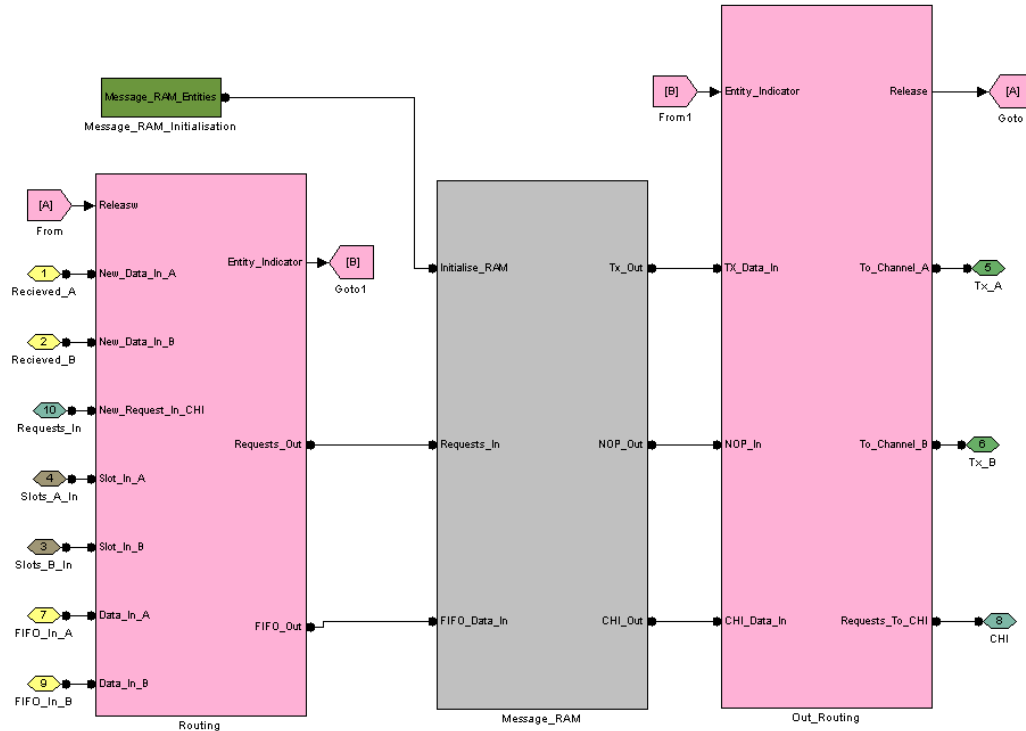 Message_RAM_Entities
Message_RAM_Initialisation
[B]
From1
Entity_Indicator
Release
[A]
Goto
[A]
From
Releasw
Entity_Indicator
[B]
Goto1
1
Recieved_A
New_Data_In_A
Initialise_RAM
Tx_Out
TX_Data_In
To_Channel_A
5
Tx_A
2
Recieved_B
New_Data_In_B
10
Requests_In
New_Request_In_CHI
Requests_Out
Requests_In
NOP_Out
NOP_In
To_Channel_B
6
Tx_B
4
Slots_A_In
Slot_In_A
3
Slots_B_In
Slot_In_B
7
FIFO_In_A
Data_In_A
FIFO_Out
FIFO_Data_In
CHI_Out
CHI_Data_In
Requests_To_CHI
8
CHI
9
FIFO_In_B
Data_In_B
Routing
Message_RAM
Out_Routing